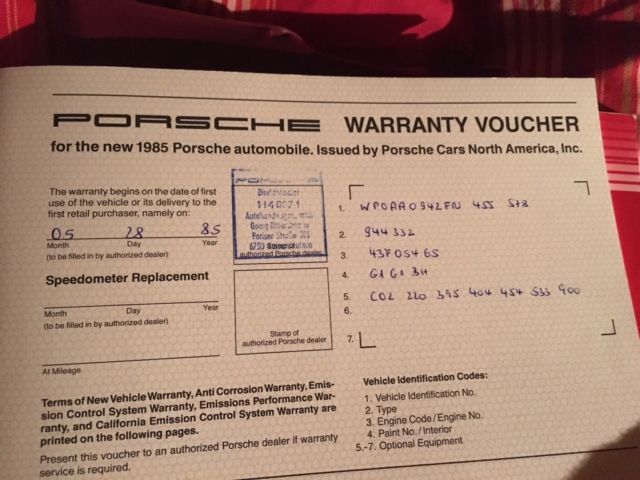 PORSCHE WARRANTY VOUCHER
for the new 1985 Porsche automobile. Issued by Porsche Cars North America, Inc.
The warranty begins on the date of first
use of the vehicle or its delivery to the
first retail purchaser, namely on:
05 28 85
Month Day Year
(to be filled in by authorized dealer)
Speedometer Replacement
Month Day Year
(to be filled in by authorized dealer)
At Mileage
PORSCHE
Direkthändler
Pariser Straße
6750
authorized Porsche dealer
Stamp of
authorized Porsche dealer
1. WP0AA0942FN 455 578
2. 944 332
3. 43F0 54 65
4. G1 G1 BH
5. C02 220 395 404 454 533 900
6.
7.
Terms of New Vehicle Warranty, Anti Corrosion Warranty, Emis-
sion Control System Warranty, Emissions Performance War-
ranty, and California Emission Control System Warranty are
printed on the following pages.
Present this voucher to an authorized Porsche dealer if warranty
service is required.
Vehicle Identification Codes:
1. Vehicle Identification No.
2. Type
3. Engine Code/Engine No.
4. Paint No./Interior
5.-7. Optional Equipment